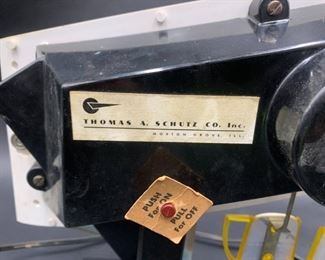 THOMAS A. SCHUTZ CO. Inc.
MORTON GROVE, ILL.
PUSH
For ON
PULL
For OFF